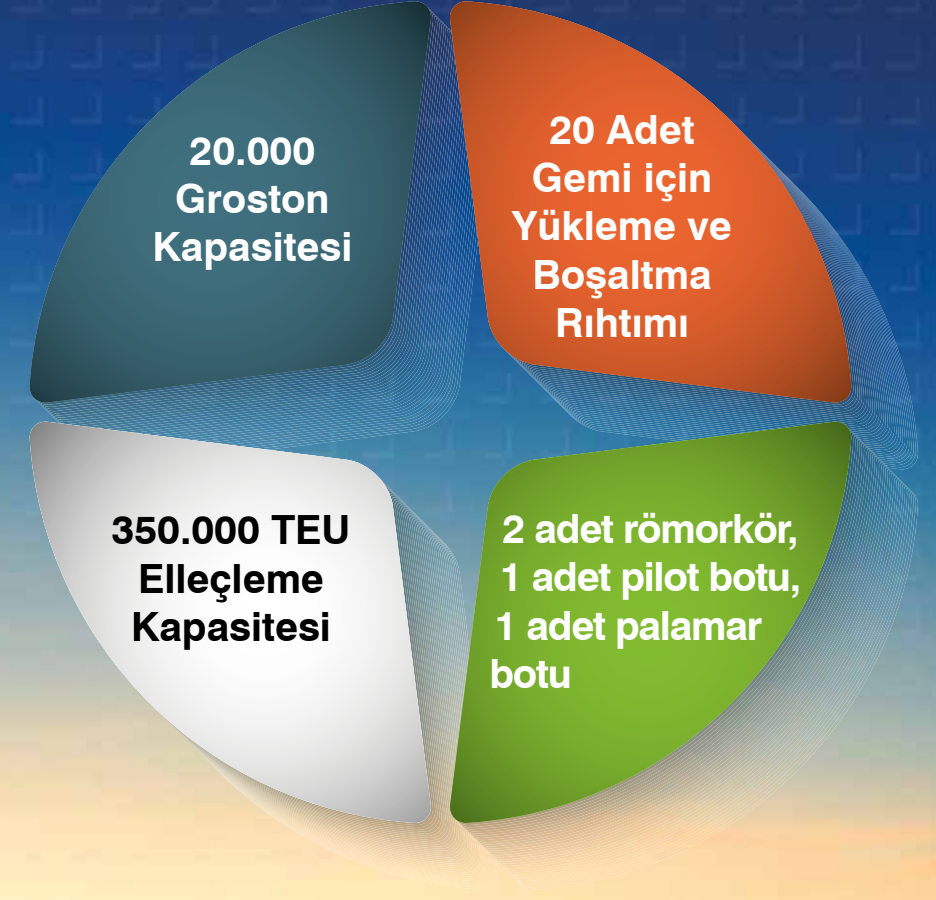 20.000
Groston
Kapasitesi
20 Adet
Gemi için
Yükleme ve
Boşaltma
Rıhtımı
350.000 TEU
Elleçleme
Kapasitesi
2 adet römorkör,
1 adet pilot botu,
1 adet palamar
botu